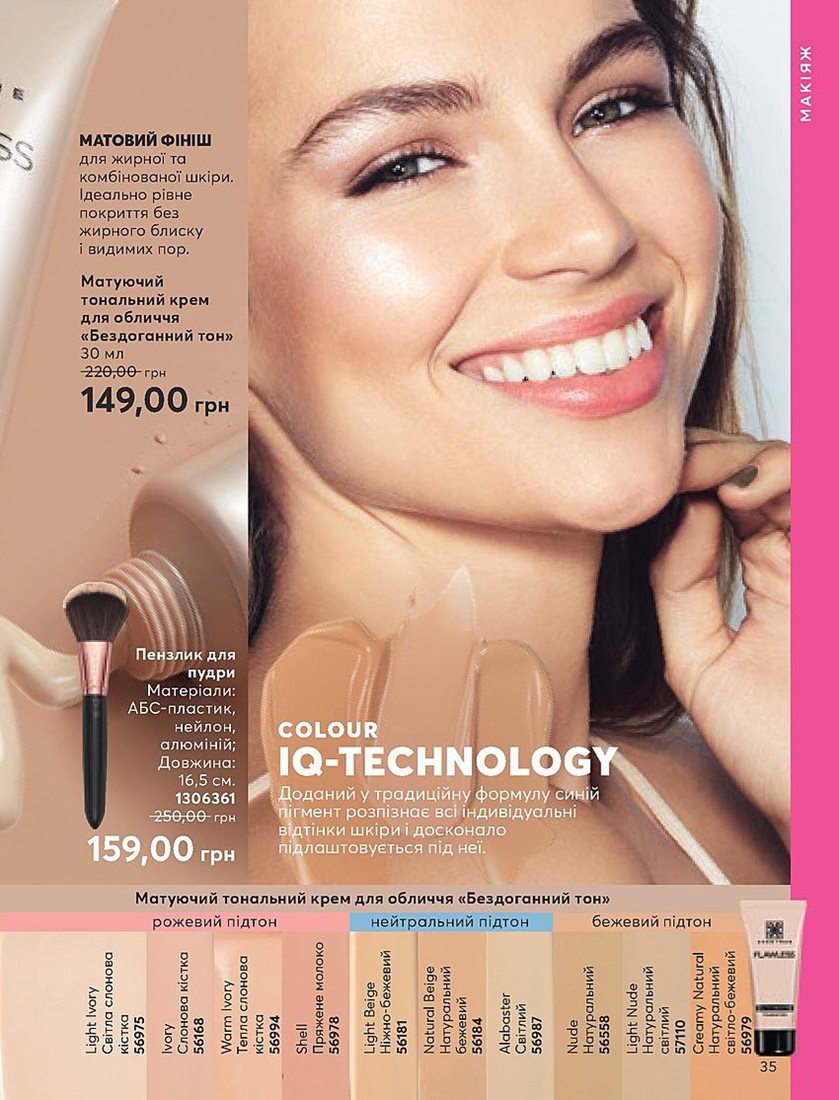 МАКІЯЖ
SS
МАТОВИЙ ФІНІШ
для жирної та
комбінованої шкіри.
Ідеально рівне
покриття без
жирного блиску
і видимих пор.
Матуючий
тональний крем
для обличчя
«Бездоганний тон»
30 мл
220,00 грн
149,00 грн
Пензлик для
пудри
Матеріали:
АБС-пластик,
нейлон,
алюміній;
Довжина:
16,5 см.
1306361
250,00 грн
159,00 грн
COLOUR
IQ-TECHNOLOGY
Доданий у традиційну формулу синій
пігмент розпізнає всі індивідуальні
відтінки шкіри і досконало
підлаштовується під неї.
Матуючий тональний крем для обличчя «Бездоганний тон»
рожевий підтон
нейтральний підтон
бежевий підтон
Light Ivory
Світла слонова
кістка
56975
Ivory
Слонова кістка
56168
Warm Ivory
Тепла слонова
кістка
56994
Shell
Пряжене молоко
56978
Light Beige
Ніжно-бежевий
56181
Natural Beige
Натуральний
бежевий
56184
Alabaster
Світлий
56987
Nude
Натуральний
56558
Light Nude
Натуральний
світлий
57110
Creamy Natural
Натуральний
світло-бежевий
56979
FLAWLESS
35